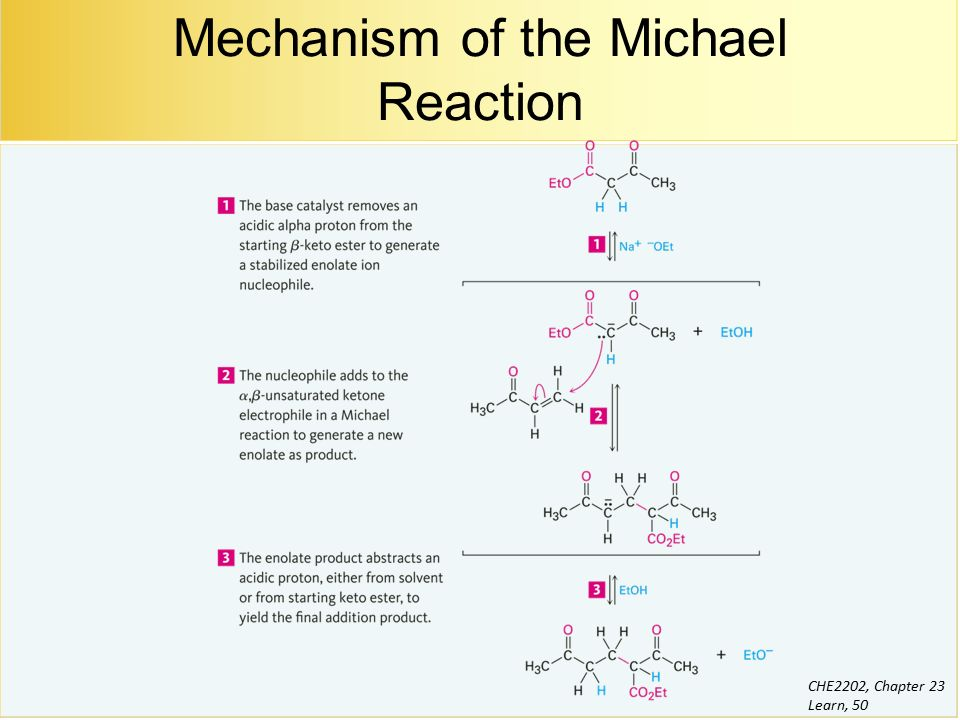 Mechanism of the Michael
Reaction
O O
C C
EtO C CH₃
H H
1 The base catalyst removes an
acidic alpha proton from the
starting β-keto ester to generate
a stabilized enolate ion
nucleophile.
1 Na⁺ ⁻OEt
O O
C C
EtO C̈⁻ CH₃ + EtOH
H
2 The nucleophile adds to the
α,β-unsaturated ketone
electrophile in a Michael
reaction to generate a new
enolate as product.
O H
C C
H₃C C H
H
2
O H H O
C C C
H₃C C̈⁻ C CH₃
H H
CO₂Et
3 The enolate product abstracts an
acidic proton, either from solvent
or from starting keto ester, to
yield the final addition product.
3 EtOH
O H H O
C C C
H₃C C C CH₃ + EtO⁻
H H H
CO₂Et
CHE2202, Chapter 23
Learn, 50